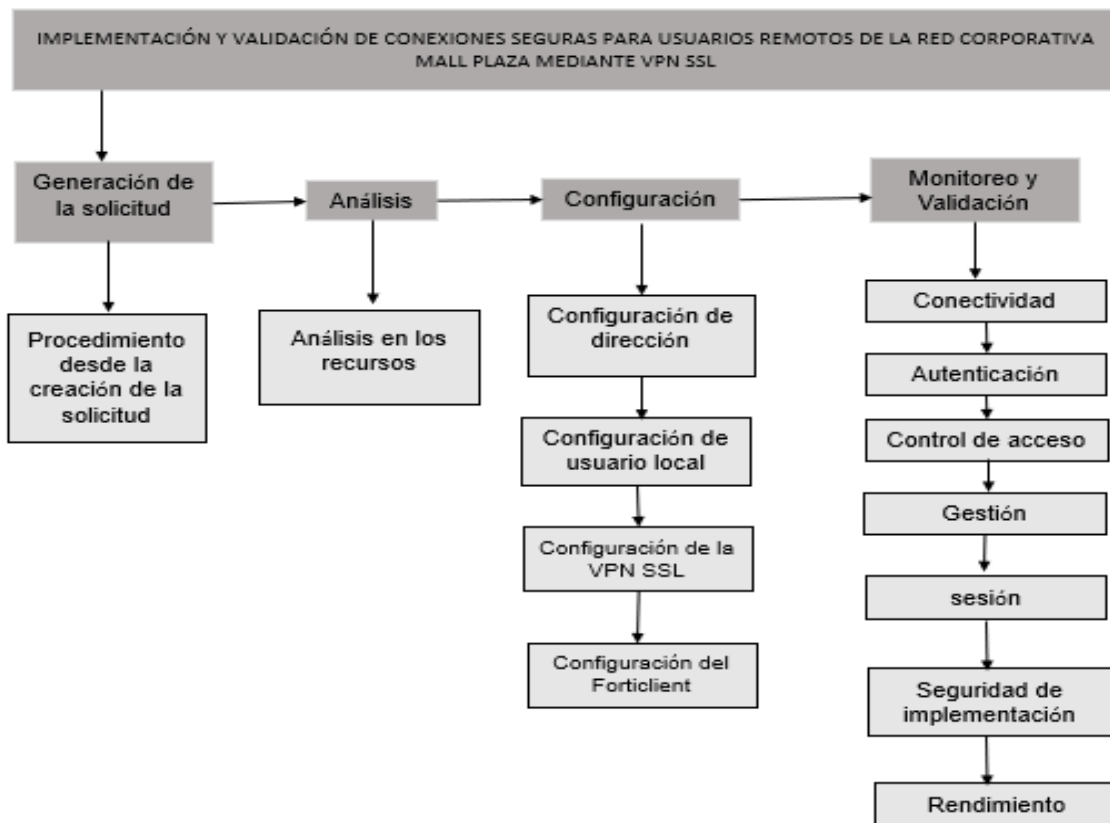 IMPLEMENTACIÓN Y VALIDACIÓN DE CONEXIONES SEGURAS PARA USUARIOS REMOTOS DE LA RED CORPORATIVA
MALL PLAZA MEDIANTE VPN SSL
Generación de
la solicitud
Análisis
Configuración
Monitoreo y
Validación
Procedimiento
desde la
creación de la
solicitud
Análisis en los
recursos
Configuración de
dirección
Configuración de
usuario local
Configuración de la
VPN SSL
Configuración del
Forticlient
Conectividad
Autenticación
Control de acceso
Gestión
sesión
Seguridad de
implementación
Rendimiento